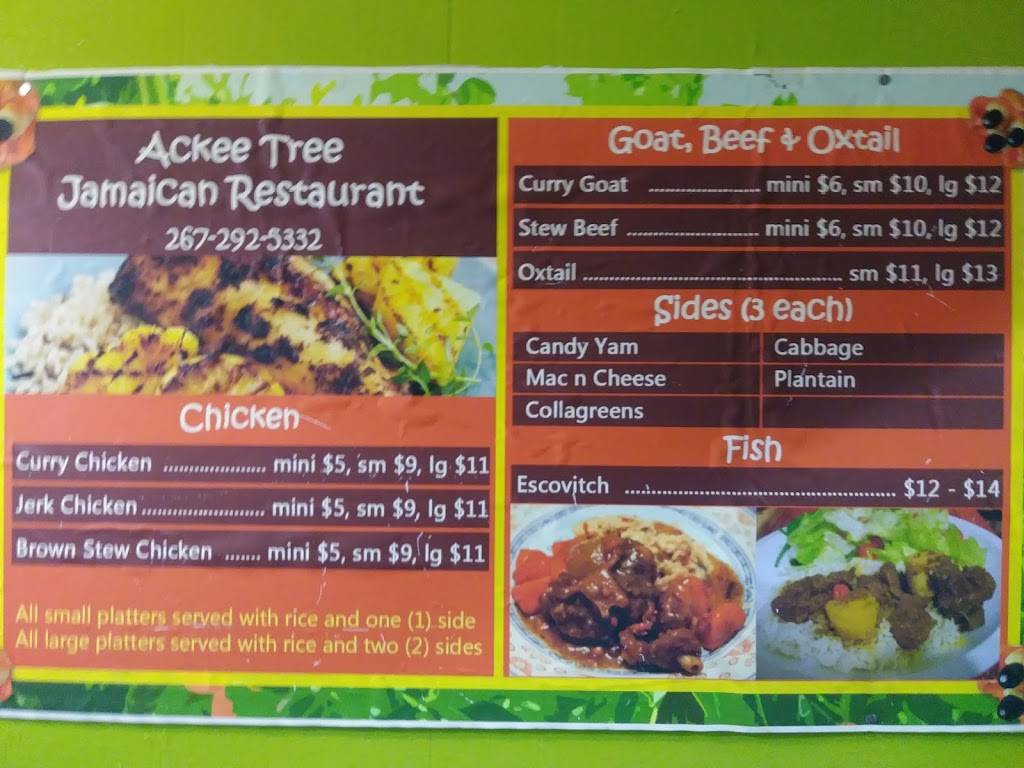 Ackee Tree
Jamaican Restaurant
267-292-5332
Chicken
Curry Chicken ..................... mini $5, sm $9, lg $11
Jerk Chicken ........................ mini $5, sm $9, lg $11
Brown Stew Chicken ....... mini $5, sm $9, lg $11
All small platters served with rice and one (1) side
All large platters served with rice and two (2) sides
Goat, Beef & Oxtail
Curry Goat ...................... mini $6, sm $10, lg $12
Stew Beef .......................... mini $6, sm $10, lg $12
Oxtail .................................................. sm $11, lg $13
Sides (3 each)
Candy Yam Cabbage
Mac n Cheese Plantain
Collagreens
Fish
Escovitch ..................................................... $12 - $14